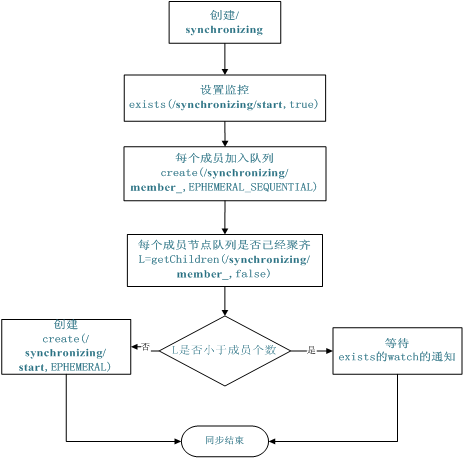 创建/
synchronizing
设置监控
exists(/synchronizing/start,true)
每个成员加入队列
create(/synchronizing/
member_,EPHEMERAL_SEQUENTIAL)
每个成员节点队列是否已经聚齐
L=getChildren(/synchronizing/
member_,false)
创建
create(/
synchronizing/
start,EPHEMERAL)
否
L是否小于成员个数
是
等待
exists的watch的通知
同步结束